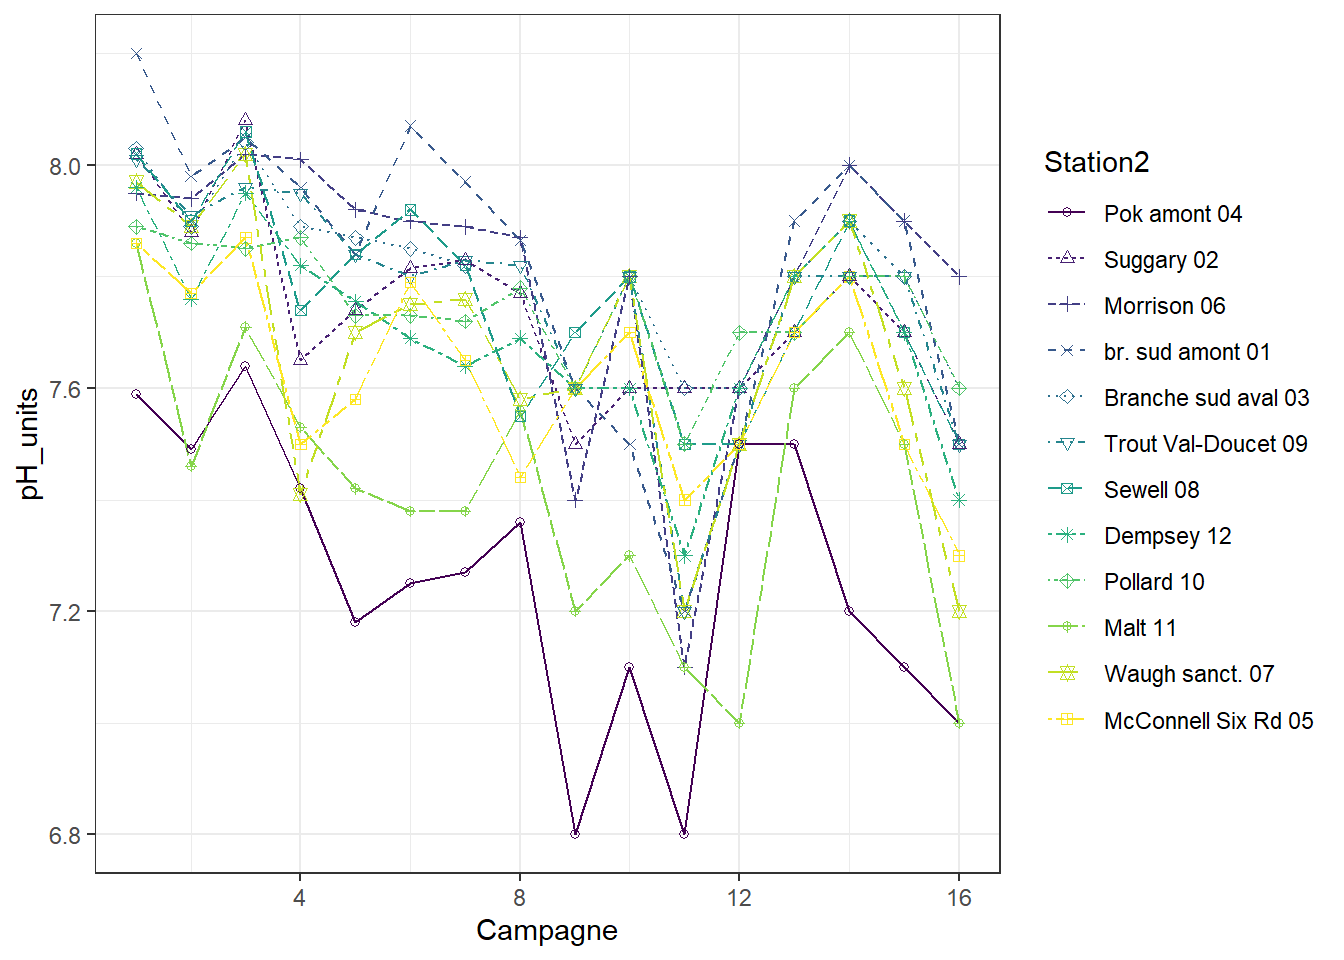 8.0
7.6
7.2
6.8
pH_units
4
8
12
16
Campagne
Station2
Pok amont 04
Suggary 02
Morrison 06
br. sud amont 01
Branche sud aval 03
Trout Val-Doucet 09
Sewell 08
Dempsey 12
Pollard 10
Malt 11
Waugh sanct. 07
McConnell Six Rd 05